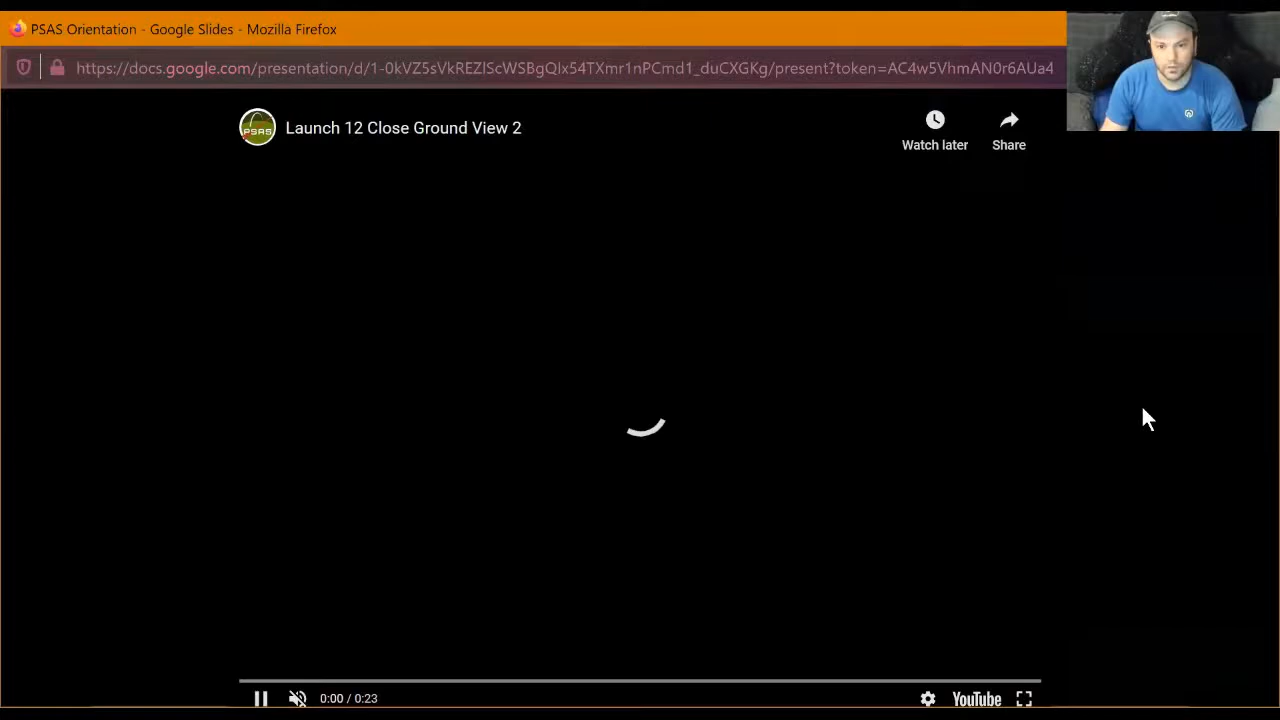 PSAS Orientation - Google Slides - Mozilla Firefox
https://docs.google.com/presentation/d/1-0kVZ5sVkREZlScWSBgQIx54TXmr1nPCmd1_duCXGKg/present?token=AC4w5VhmAN0r6AUa4
PSAS
Launch 12 Close Ground View 2
Watch later
Share
0:00 / 0:23
YouTube